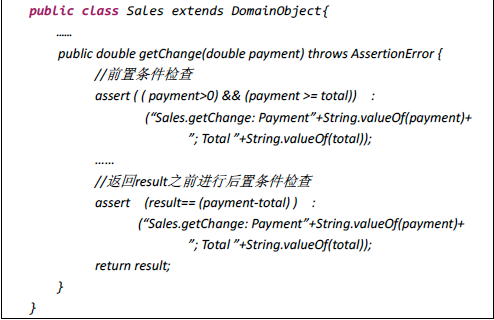 public class Sales extends DomainObject{
……
public double getChange(double payment) throws AssertionError {
//前置条件检查
assert ( ( payment>0) && (payment >= total)) :
(“Sales.getChange: Payment”+String.valueOf(payment)+
”; Total ”+String.valueOf(total));
……
//返回result之前进行后置条件检查
assert (result== (payment-total) ) :
(“Sales.getChange: Payment”+String.valueOf(payment)+
”; Total ”+String.valueOf(total));
return result;
}
}